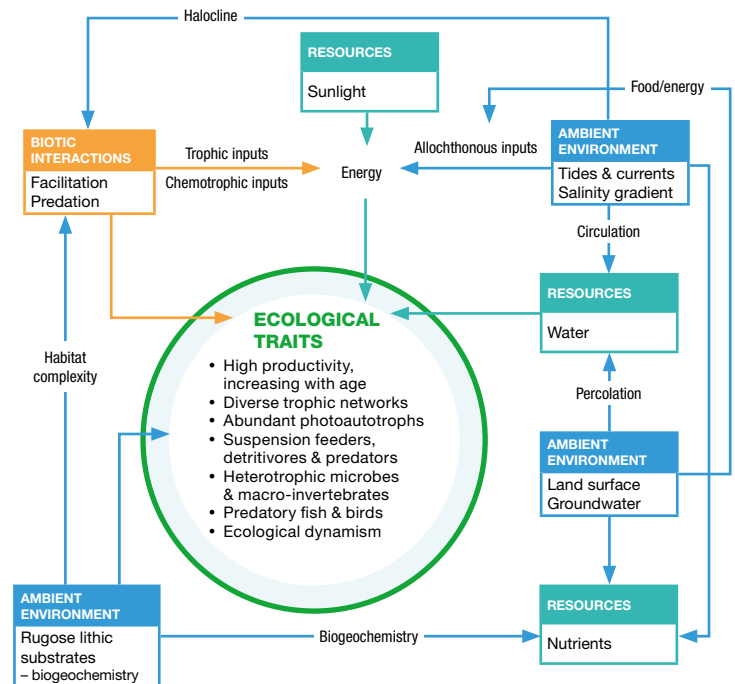 Halocline
RESOURCES
Sunlight
Food/energy
BIOTIC
INTERACTIONS
Facilitation
Predation
Trophic inputs
Chemotrophic inputs
Energy
Allochthonous inputs
AMBIENT
ENVIRONMENT
Tides & currents
Salinity gradient
Circulation
RESOURCES
Water
Percolation
AMBIENT
ENVIRONMENT
Land surface
Groundwater
ECOLOGICAL
TRAITS
• High productivity,
increasing with age
• Diverse trophic networks
• Abundant photoautotrophs
• Suspension feeders,
detritivores & predators
• Heterotrophic microbes
& macro-invertebrates
• Predatory fish & birds
• Ecological dynamism
Habitat
complexity
AMBIENT
ENVIRONMENT
Rugose lithic
substrates
– biogeochemistry
Biogeochemistry
RESOURCES
Nutrients